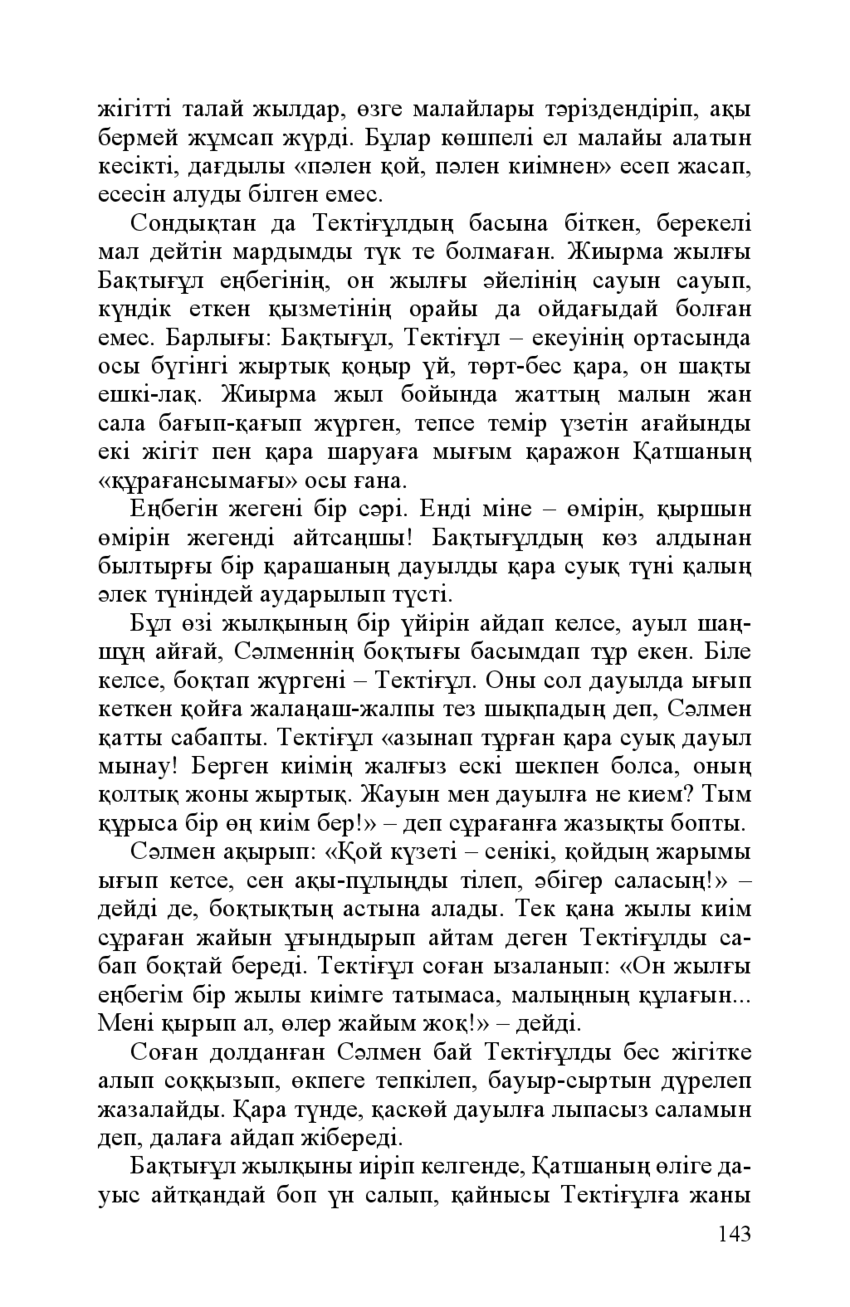 жігітті талай жылдар, өзге малайлары тәріздендіріп, ақы
бермей жұмсап жүрді. Бұлар көшпелі ел малайы алатын
кесікті, дағдылы «пәлен қой, пәлен киімнен» есеп жасап,
есесін алуды білген емес.
Сондықтан да Тектіғұлдың басына біткен, берекелі
мал дейтін мардымды түк те болмаған. Жиырма жылғы
Бақтығұл еңбегінің, он жылғы әйелінің сауын сауып,
күндік еткен қызметінің орайы да ойдағыдай болған
емес. Барлығы: Бақтығұл, Тектіғұл – екеуінің ортасында
осы бүгінгі жыртық қоңыр үй, төрт-бес қара, он шақты
ешкі-лақ. Жиырма жыл бойында жаттың малын жан
сала бағып-қағып жүрген, тепсе темір үзетін ағайынды
екі жігіт пен қара шаруаға мығым қаражон Қатшаның
«құрағансымағы» осы ғана.
Еңбегін жегені бір сәрі. Енді міне – өмірін, қыршын
өмірін жегенді айтсаңшы! Бақтығұлдың көз алдынан
былтырғы бір қарашаның дауылды қара суық түні қалың
әлек түніндей аударылып түсті.
Бұл өзі жылқының бір үйірін айдап келсе, ауыл шаң-
шұң айғай, Сәлменнің боқтығы басымдап тұр екен. Біле
келсе, боқтап жүргені – Тектіғұл. Оны сол дауылда ығып
кеткен қойға жалаңаш-жалпы тез шықпадың деп, Сәлмен
қатты сабапты. Тектіғұл «азынап тұрған қара суық дауыл
мынау! Берген киімің жалғыз ескі шекпен болса, оның
қолтық жоны жыртық. Жауын мен дауылға не кием? Тым
құрыса бір өң киім бер!» – деп сұрағанға жазықты бопты.
Сәлмен ақырып: «Қой күзеті – сенікі, қойдың жарымы
ығып кетсе, сен ақы-пұлыңды тілеп, әбігер саласың!» –
дейді де, боқтықтың астына алады. Тек қана жылы киім
сұраған жайын ұғындырып айтам деген Тектіғұлды са-
бап боқтай береді. Тектіғұл соған ызаланып: «Он жылғы
еңбегім бір жылы киімге татымаса, малыңның құлағын...
Мені қырып ал, өлер жайым жоқ!» – дейді.
Соған долданған Сәлмен бай Тектіғұлды бес жігітке
алып соққызып, өкпеге тепкілеп, бауыр-сыртын дүрелеп
жазалайды. Қара түнде, қаскөй дауылға лыпасыз саламын
деп, далаға айдап жібереді.
Бақтығұл жылқыны иіріп келгенде, Қатшаның өліге да-
уыс айтқандай боп үн салып, қайнысы Тектіғұлға жаны
143